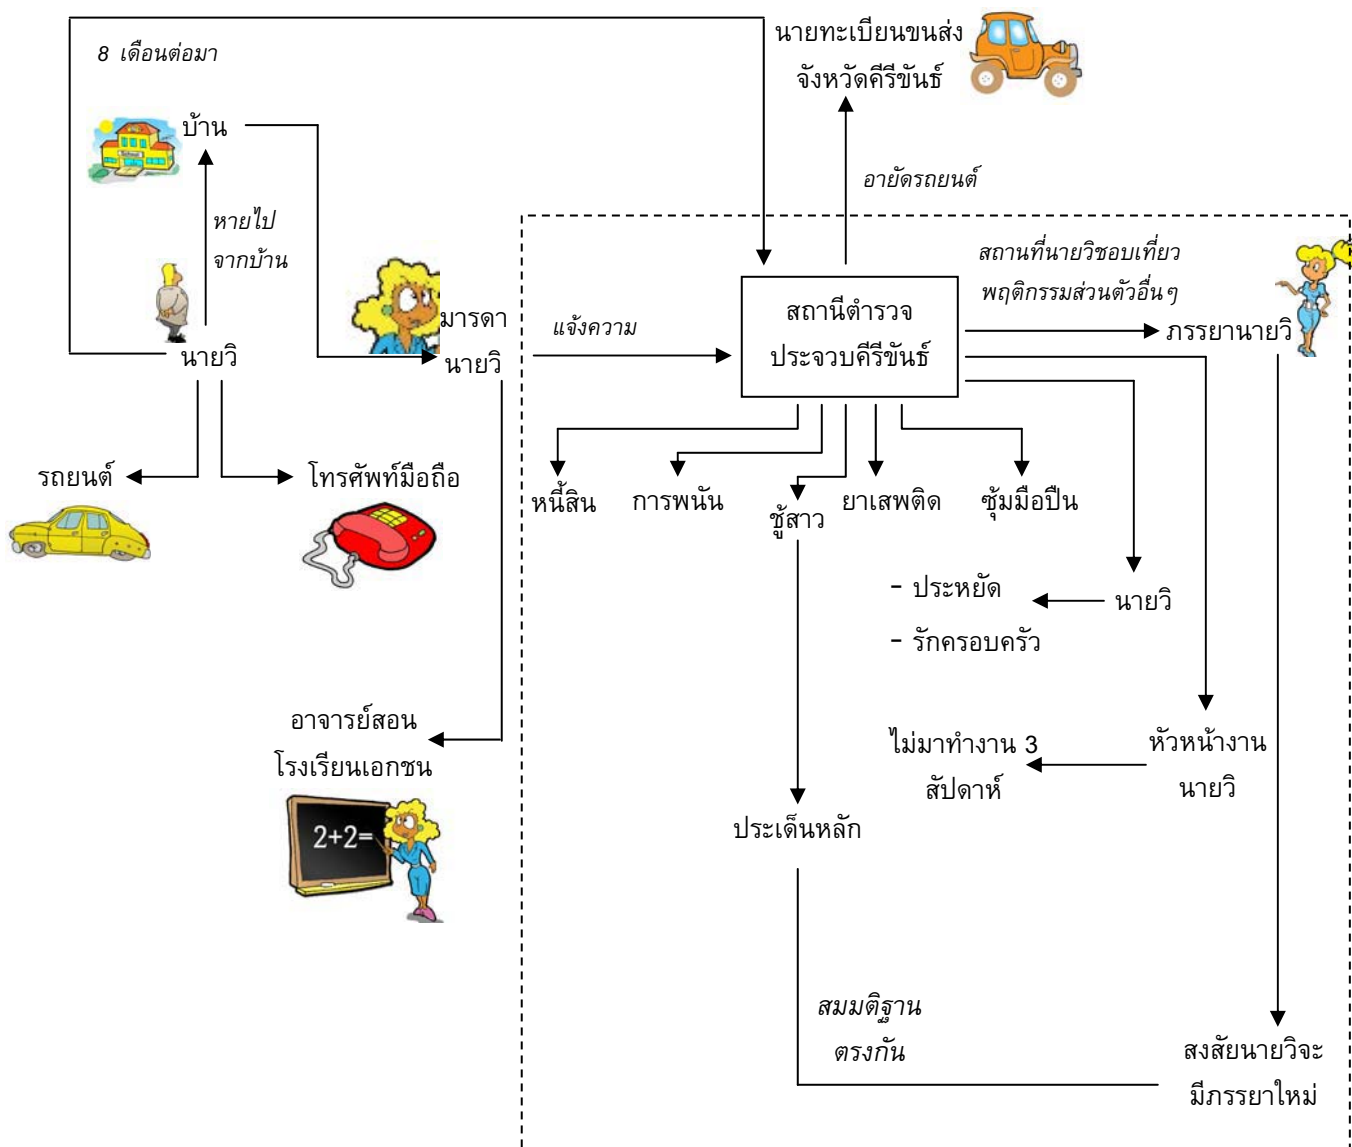 8 เดือนต่อมา
นายทะเบียนขนส่ง
จังหวัดคีรีขันธ์
บ้าน
อายัดรถยนต์
หายไป
จากบ้าน
สถานที่นายวิชอบเที่ยว
พฤติกรรมส่วนตัวอื่นๆ
มารดา
นายวิ
แจ้งความ
สถานีตำรวจ
ประจวบคีรีขันธ์
ภรรยานายวิ
นายวิ
รถยนต์
โทรศัพท์มือถือ
หนี้สิน
การพนัน
ชู้สาว
ยาเสพติด
ซุ้มมือปืน
- ประหยัด
- รักครอบครัว
นายวิ
อาจารย์สอน
โรงเรียนเอกชน
2+2=
ไม่มาทำงาน 3
สัปดาห์
หัวหน้างาน
นายวิ
ประเด็นหลัก
สมมติฐาน
ตรงกัน
สงสัยนายวิจะ
มีภรรยาใหม่